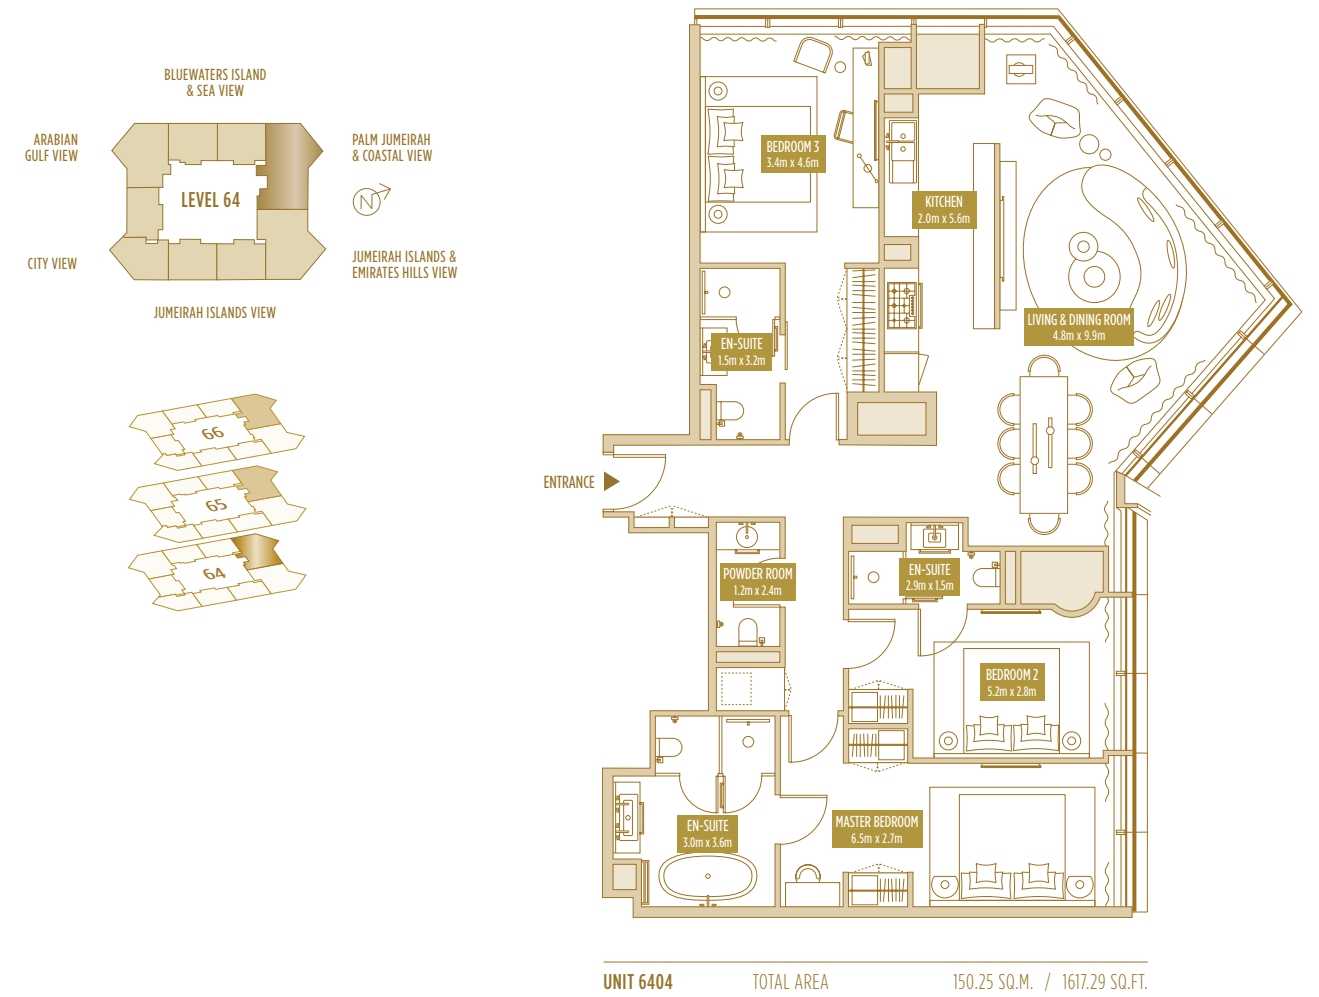 BLUEWATERS ISLAND
& SEA VIEW
ARABIAN
GULF VIEW
PALM JUMEIRAH
& COASTAL VIEW
LEVEL 64
N
CITY VIEW
JUMEIRAH ISLANDS &
EMIRATES HILLS VIEW
JUMEIRAH ISLANDS VIEW
66
65
64
BEDROOM 3
3.4m x 4.6m
KITCHEN
2.0m x 5.6m
LIVING & DINING ROOM
4.8m x 9.9m
EN-SUITE
1.5m x 3.2m
ENTRANCE
POWDER ROOM
1.2m x 2.4m
EN-SUITE
2.9m x 1.5m
BEDROOM 2
5.2m x 2.8m
EN-SUITE
3.0m x 3.6m
MASTER BEDROOM
6.5m x 2.7m
UNIT 6404 TOTAL AREA 150.25 SQ.M. / 1617.29 SQ.FT.